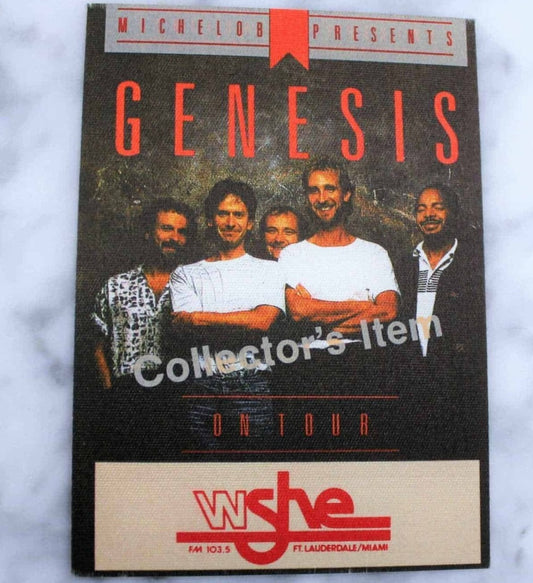 MICHELOB PRESENTS
GENESIS
Collector's Item
ON TOUR
wshe
FM 103.5 FT. LAUDERDALE/MIAMI